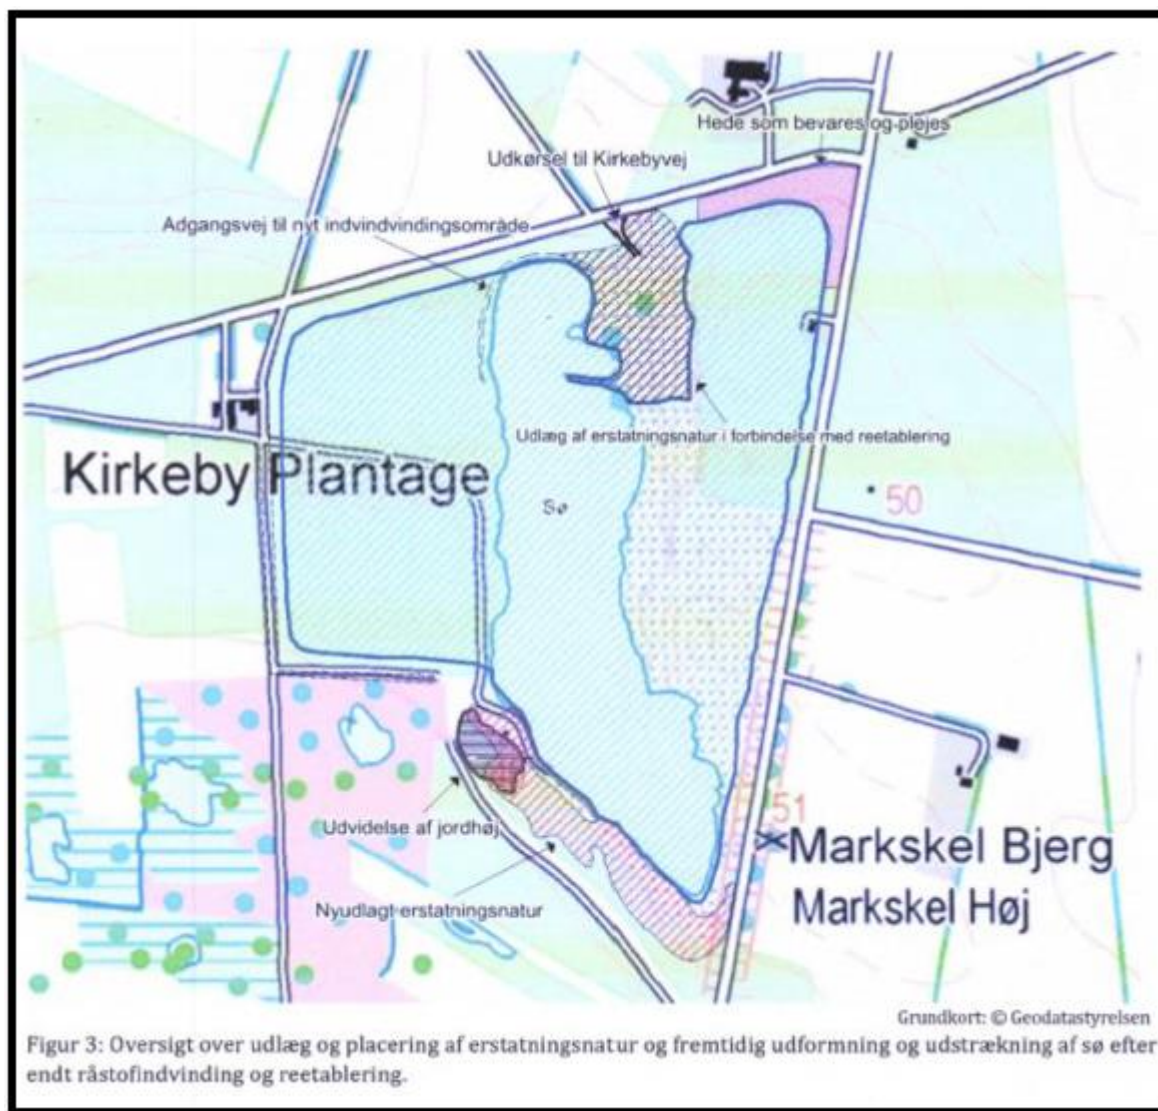 Hede som bevares og plejes
Udkørsel til Kirkebyvej
Adgangsvej til nyt indvindvindingsområde
Udlæg af erstatningsnatur i forbindelse med reetablering
Kirkeby Plantage
Sø
50
51
Markskel Bjerg
Markskel Høj
Udvidelse af jordhøj
Nyudlagt erstatningsnatur
Grundkort: © Geodatastyrelsen
Figur 3: Oversigt over udlæg og placering af erstatningsnatur og fremtidig udformning og udstrækning af sø efter
endt råstofindvinding og reetablering.